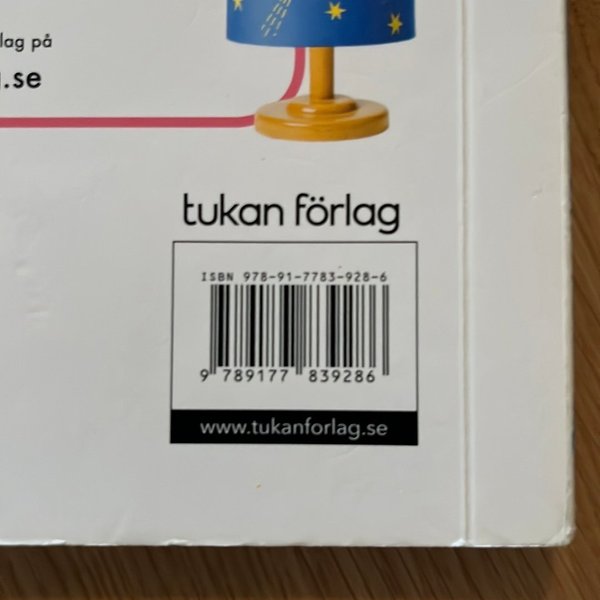 lag på
.se
tukan förlag
ISBN 978-91-7783-928-6
9 789177 839286
www.tukanforlag.se